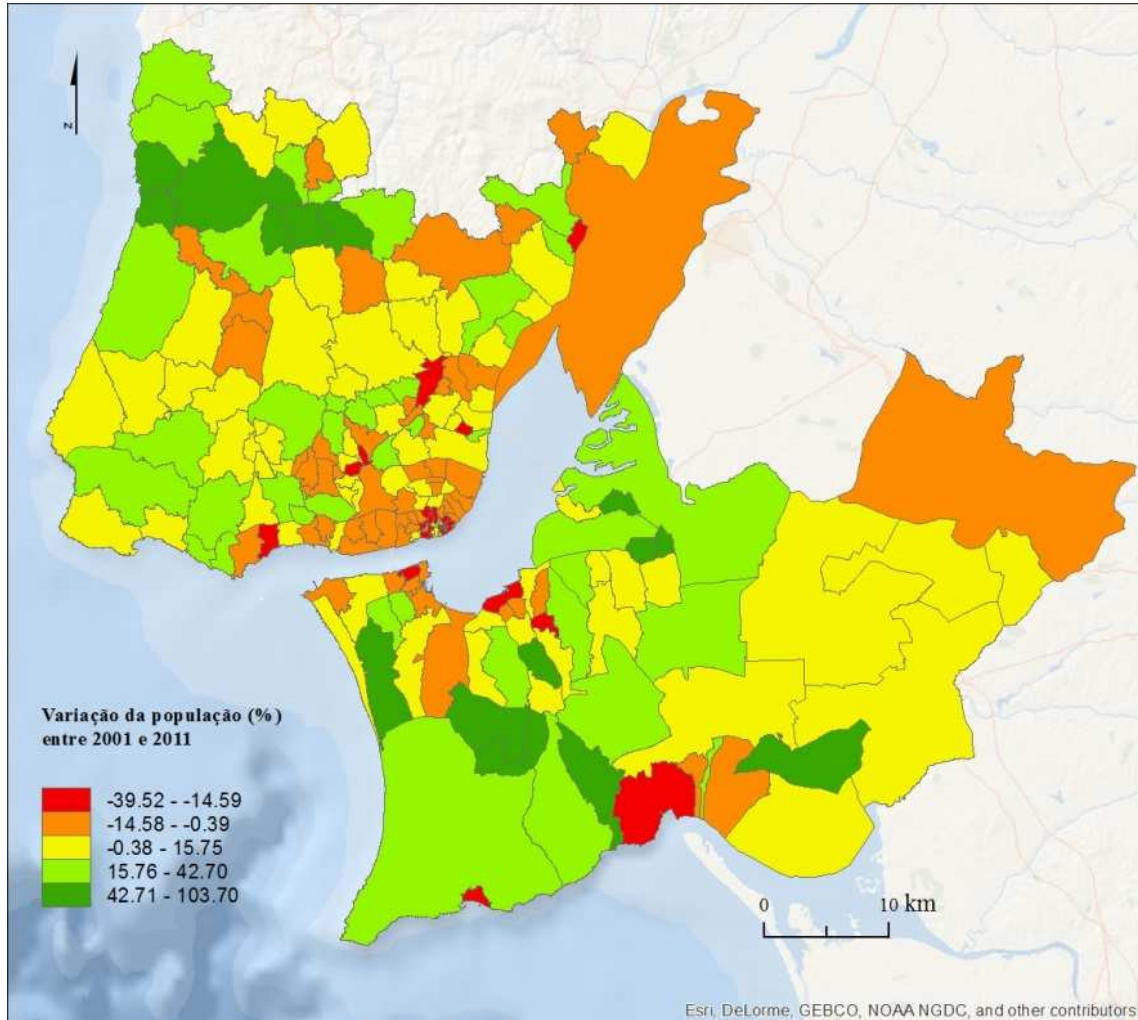 N
Variação da população (%)
entre 2001 e 2011
-39.52 - -14.59
-14.58 - -0.39
-0.38 - 15.75
15.76 - 42.70
42.71 - 103.70
0 10 km
Esri, DeLorme, GEBCO, NOAA NGDC, and other contributors